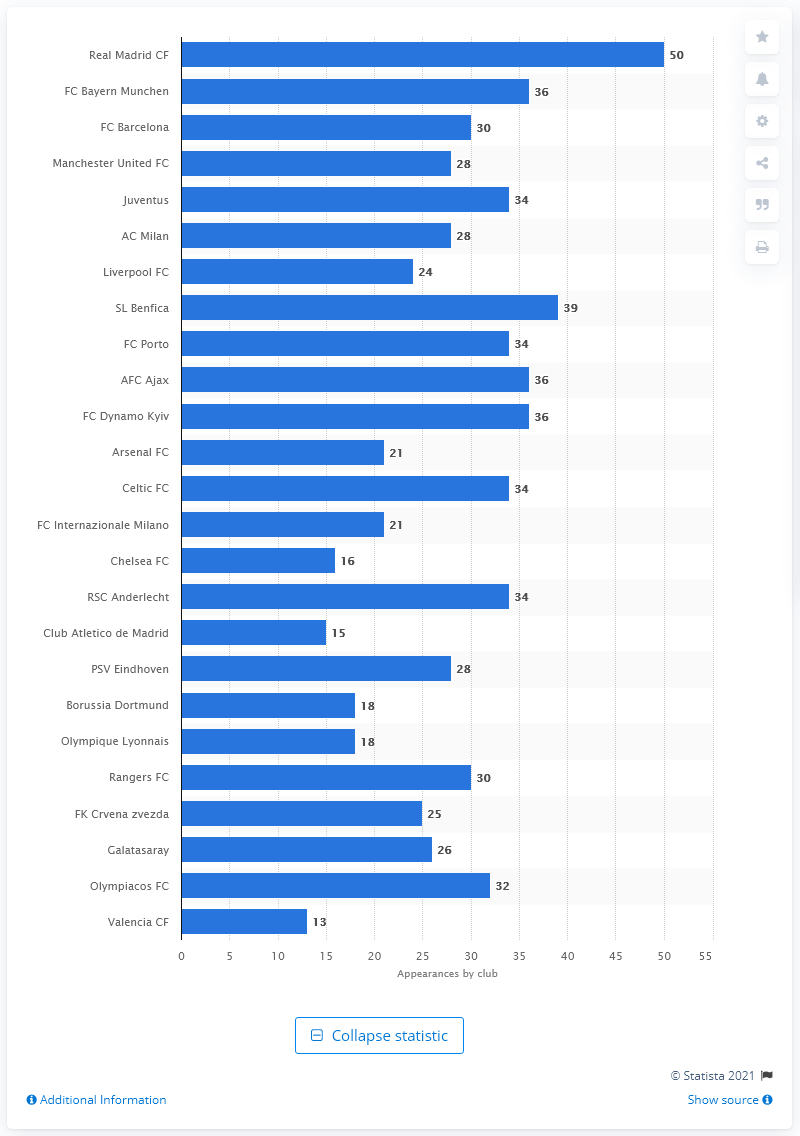 Real Madrid CF 50
FC Bayern Munchen 36
FC Barcelona 30
Manchester United FC 28
Juventus 34
AC Milan 28
Liverpool FC 24
SL Benfica 39
FC Porto 34
AFC Ajax 36
FC Dynamo Kyiv 36
Arsenal FC 21
Celtic FC 34
FC Internazionale Milano 21
Chelsea FC 16
RSC Anderlecht 34
Club Atletico de Madrid 15
PSV Eindhoven 28
Borussia Dortmund 18
Olympique Lyonnais 18
Rangers FC 30
FK Crvena zvezda 25
Galatasaray 26
Olympiacos FC 32
Valencia CF 13
0 5 10 15 20 25 30 35 40 45 50 55
Appearances by club
Collapse statistic
© Statista 2021
Additional Information Show source